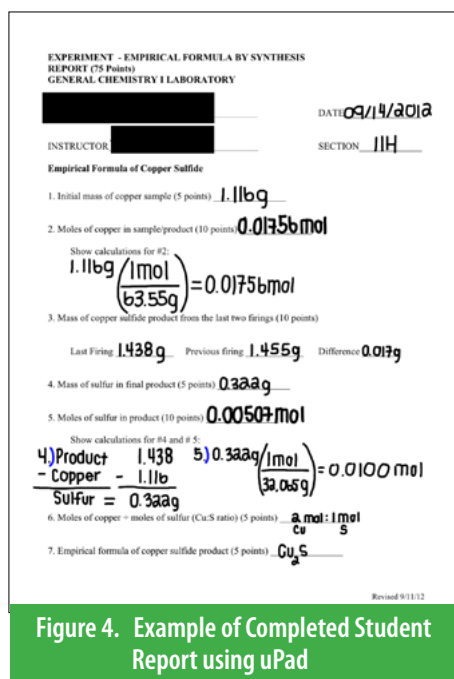 EXPERIMENT - EMPIRICAL FORMULA BY SYNTHESIS
REPORT (75 Points)
GENERAL CHEMISTRY I LABORATORY
DATE 09/14/2012
INSTRUCTOR SECTION 11H
Empirical Formula of Copper Sulfide
1. Initial mass of copper sample (5 points) 1.116g
2. Moles of copper in sample/product (10 points) 0.01756mol
Show calculations for #2:
1.116g (1mol / 63.55g) = 0.01756mol
3. Mass of copper sulfide product from the last two firings (10 points)
Last Firing 1.438g Previous firing 1.455g Difference 0.017g
4. Mass of sulfur in final product (5 points) 0.322g
5. Moles of sulfur in product (10 points) 0.00507mol
Show calculations for #4 and # 5:
4.) Product 1.438
- Copper - 1.116
Sulfur = 0.322g
5.) 0.322g (1mol / 32.065g) = 0.0100 mol
6. Moles of copper ÷ moles of sulfur (Cu:S ratio) (5 points) 2 mol Cu : 1 mol S
7. Empirical formula of copper sulfide product (5 points) Cu₂S
Revised 9/11/12
Figure 4. Example of Completed Student
Report using uPad